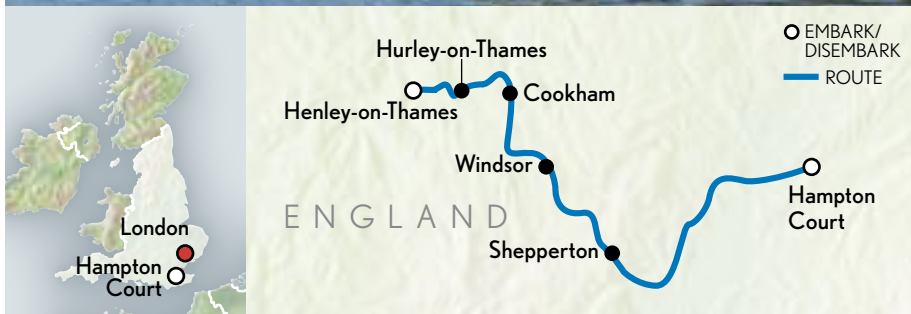 London
Hampton
Court
Hurley-on-Thames
Henley-on-Thames
Cookham
Windsor
ENGLAND
Shepperton
Hampton
Court
EMBARK/
DISEMBARK
ROUTE